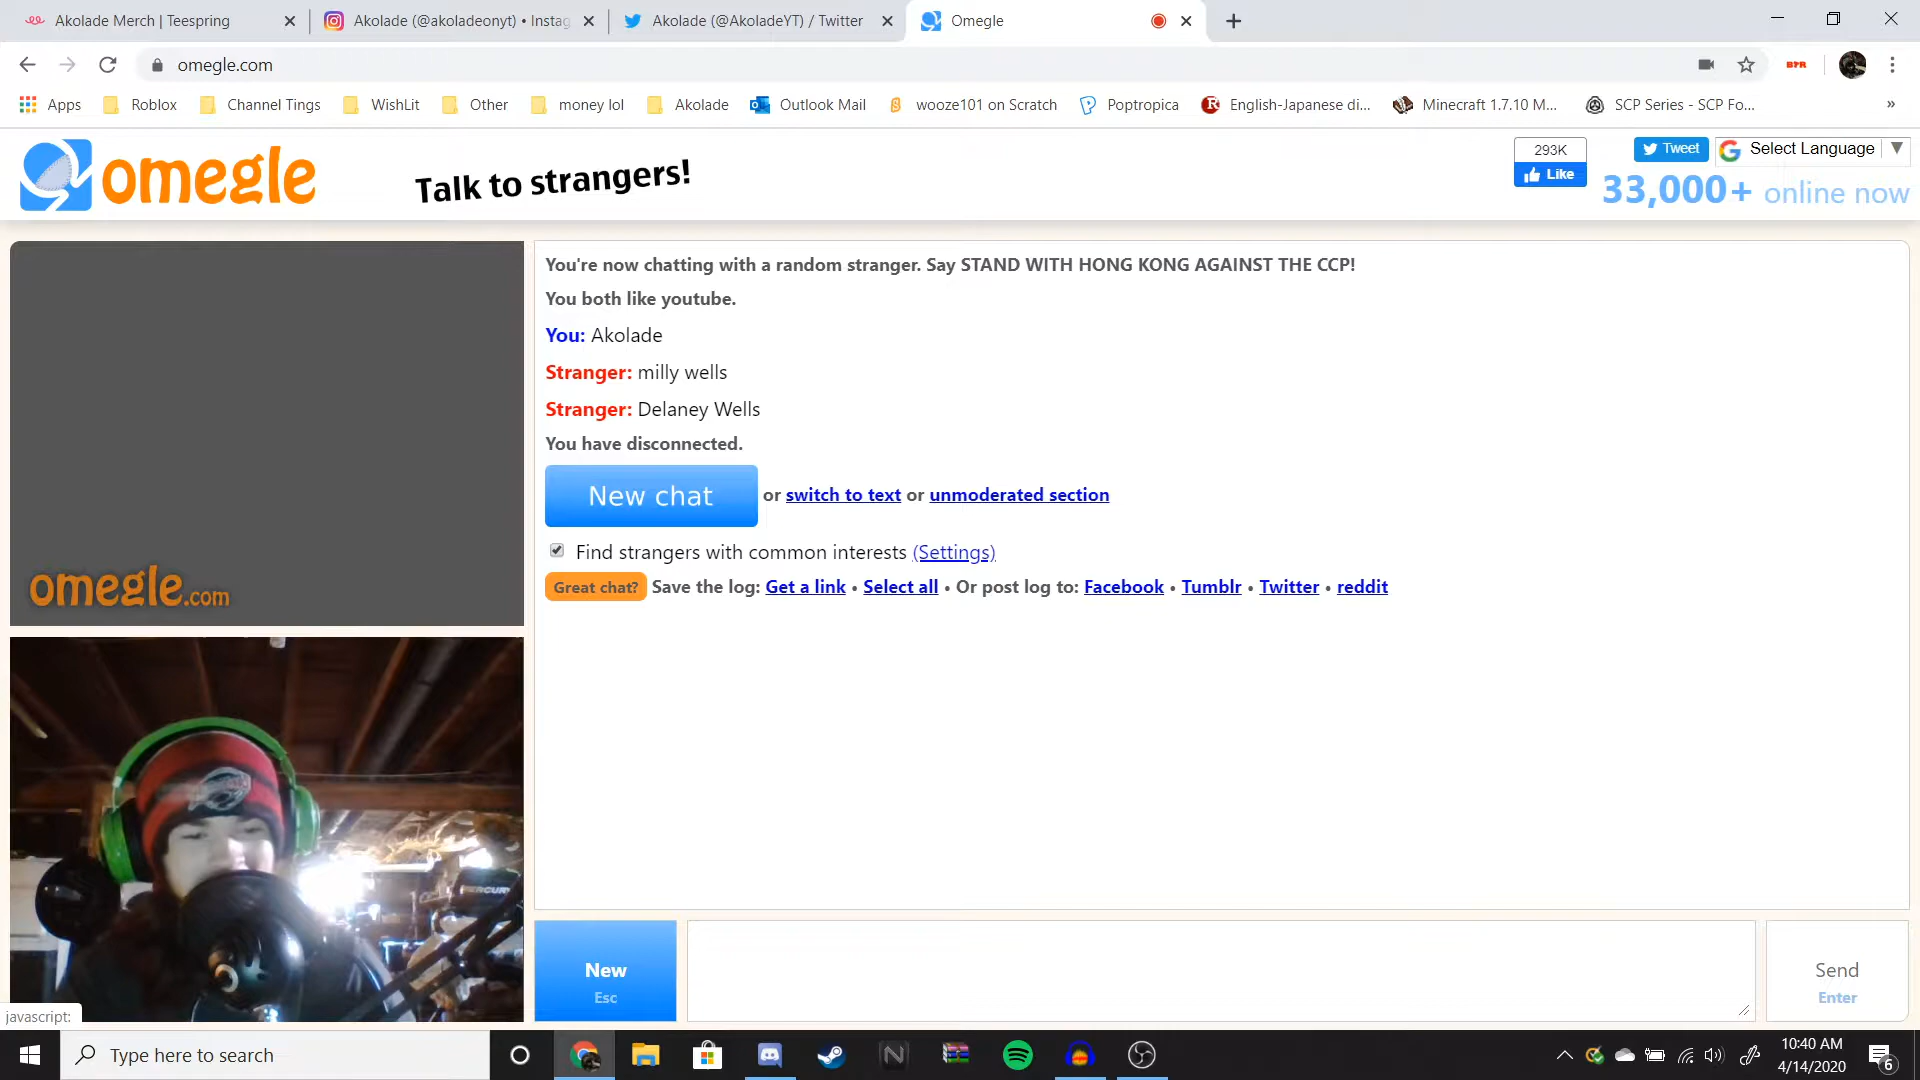 Akolade Merch | Teespring
Akolade (@akoladeonyt) • Instag
Akolade (@AkoladeYT) / Twitter
Omegle
omegle.com
Apps Roblox Channel Tings WishLit Other money lol Akolade Outlook Mail wooze101 on Scratch Poptropica English-Japanese di... Minecraft 1.7.10 M... SCP Series - SCP Fo... »
omegle
Talk to strangers!
293K
Like
Tweet
Select Language
33,000+ online now
You're now chatting with a random stranger. Say STAND WITH HONG KONG AGAINST THE CCP!
You both like youtube.
You: Akolade
Stranger: milly wells
Stranger: Delaney Wells
You have disconnected.
New chat or switch to text or unmoderated section
Find strangers with common interests (Settings)
Great chat? Save the log: Get a link • Select all • Or post log to: Facebook • Tumblr • Twitter • reddit
omegle.com
MERCURY
New
Esc
Send
Enter
javascript:
Type here to search
10:40 AM
4/14/2020
6